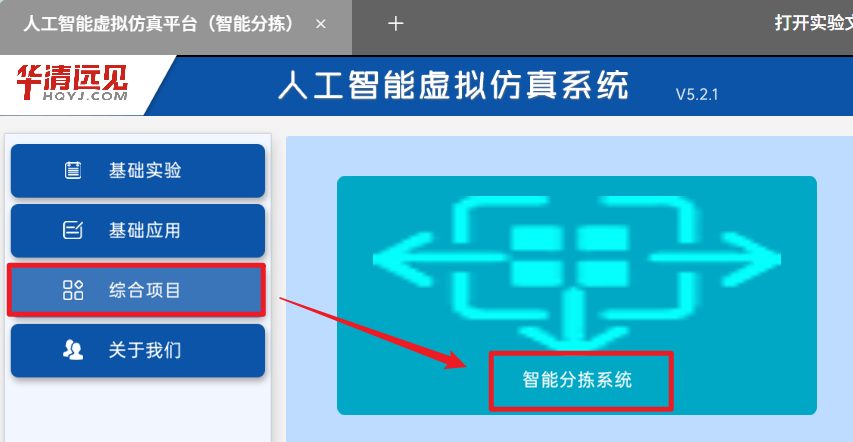 人工智能虚拟仿真平台（智能分拣） × +
打开实验文
华清远见
HQYJ.COM
人工智能虚拟仿真系统 V5.2.1
基础实验
基础应用
综合项目
关于我们
智能分拣系统